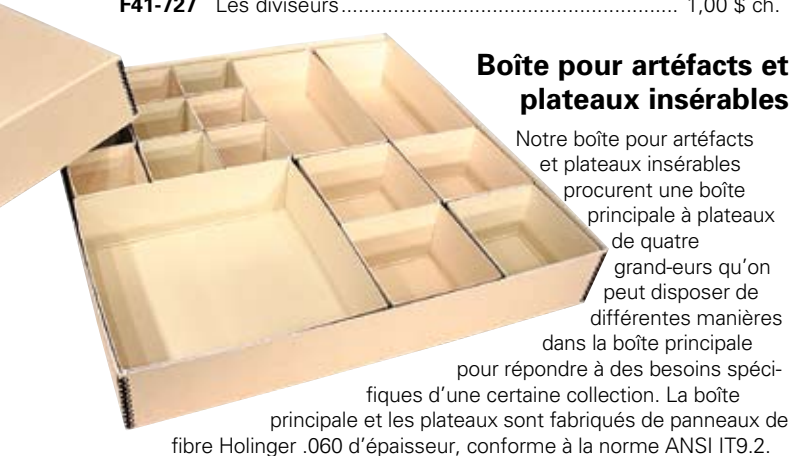 F41-727 Les diviseurs.......................................................... 1,00 $ ch.
Boîte pour artéfacts et
plateaux insérables
Notre boîte pour artéfacts
et plateaux insérables
procurent une boîte
principale à plateaux
de quatre
grand-eurs qu'on
peut disposer de
différentes manières
dans la boîte principale
pour répondre à des besoins spéci-
fiques d'une certaine collection. La boîte
principale et les plateaux sont fabriqués de panneaux de
fibre Holinger .060 d'épaisseur, conforme à la norme ANSI IT9.2.